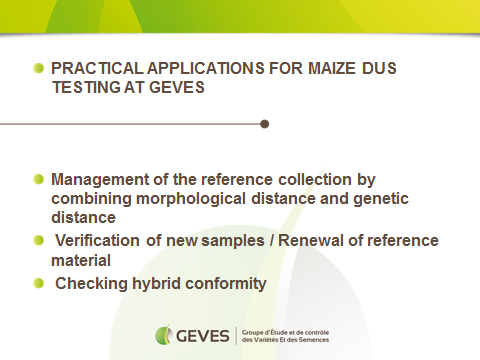 PRACTICAL APPLICATIONS FOR MAIZE DUS
TESTING AT GEVES
Management of the reference collection by
combining morphological distance and genetic
distance
Verification of new samples / Renewal of reference
material
Checking hybrid conformity
GEVES
Groupe d'Étude et de contrôle
des Variétés Et des Semences